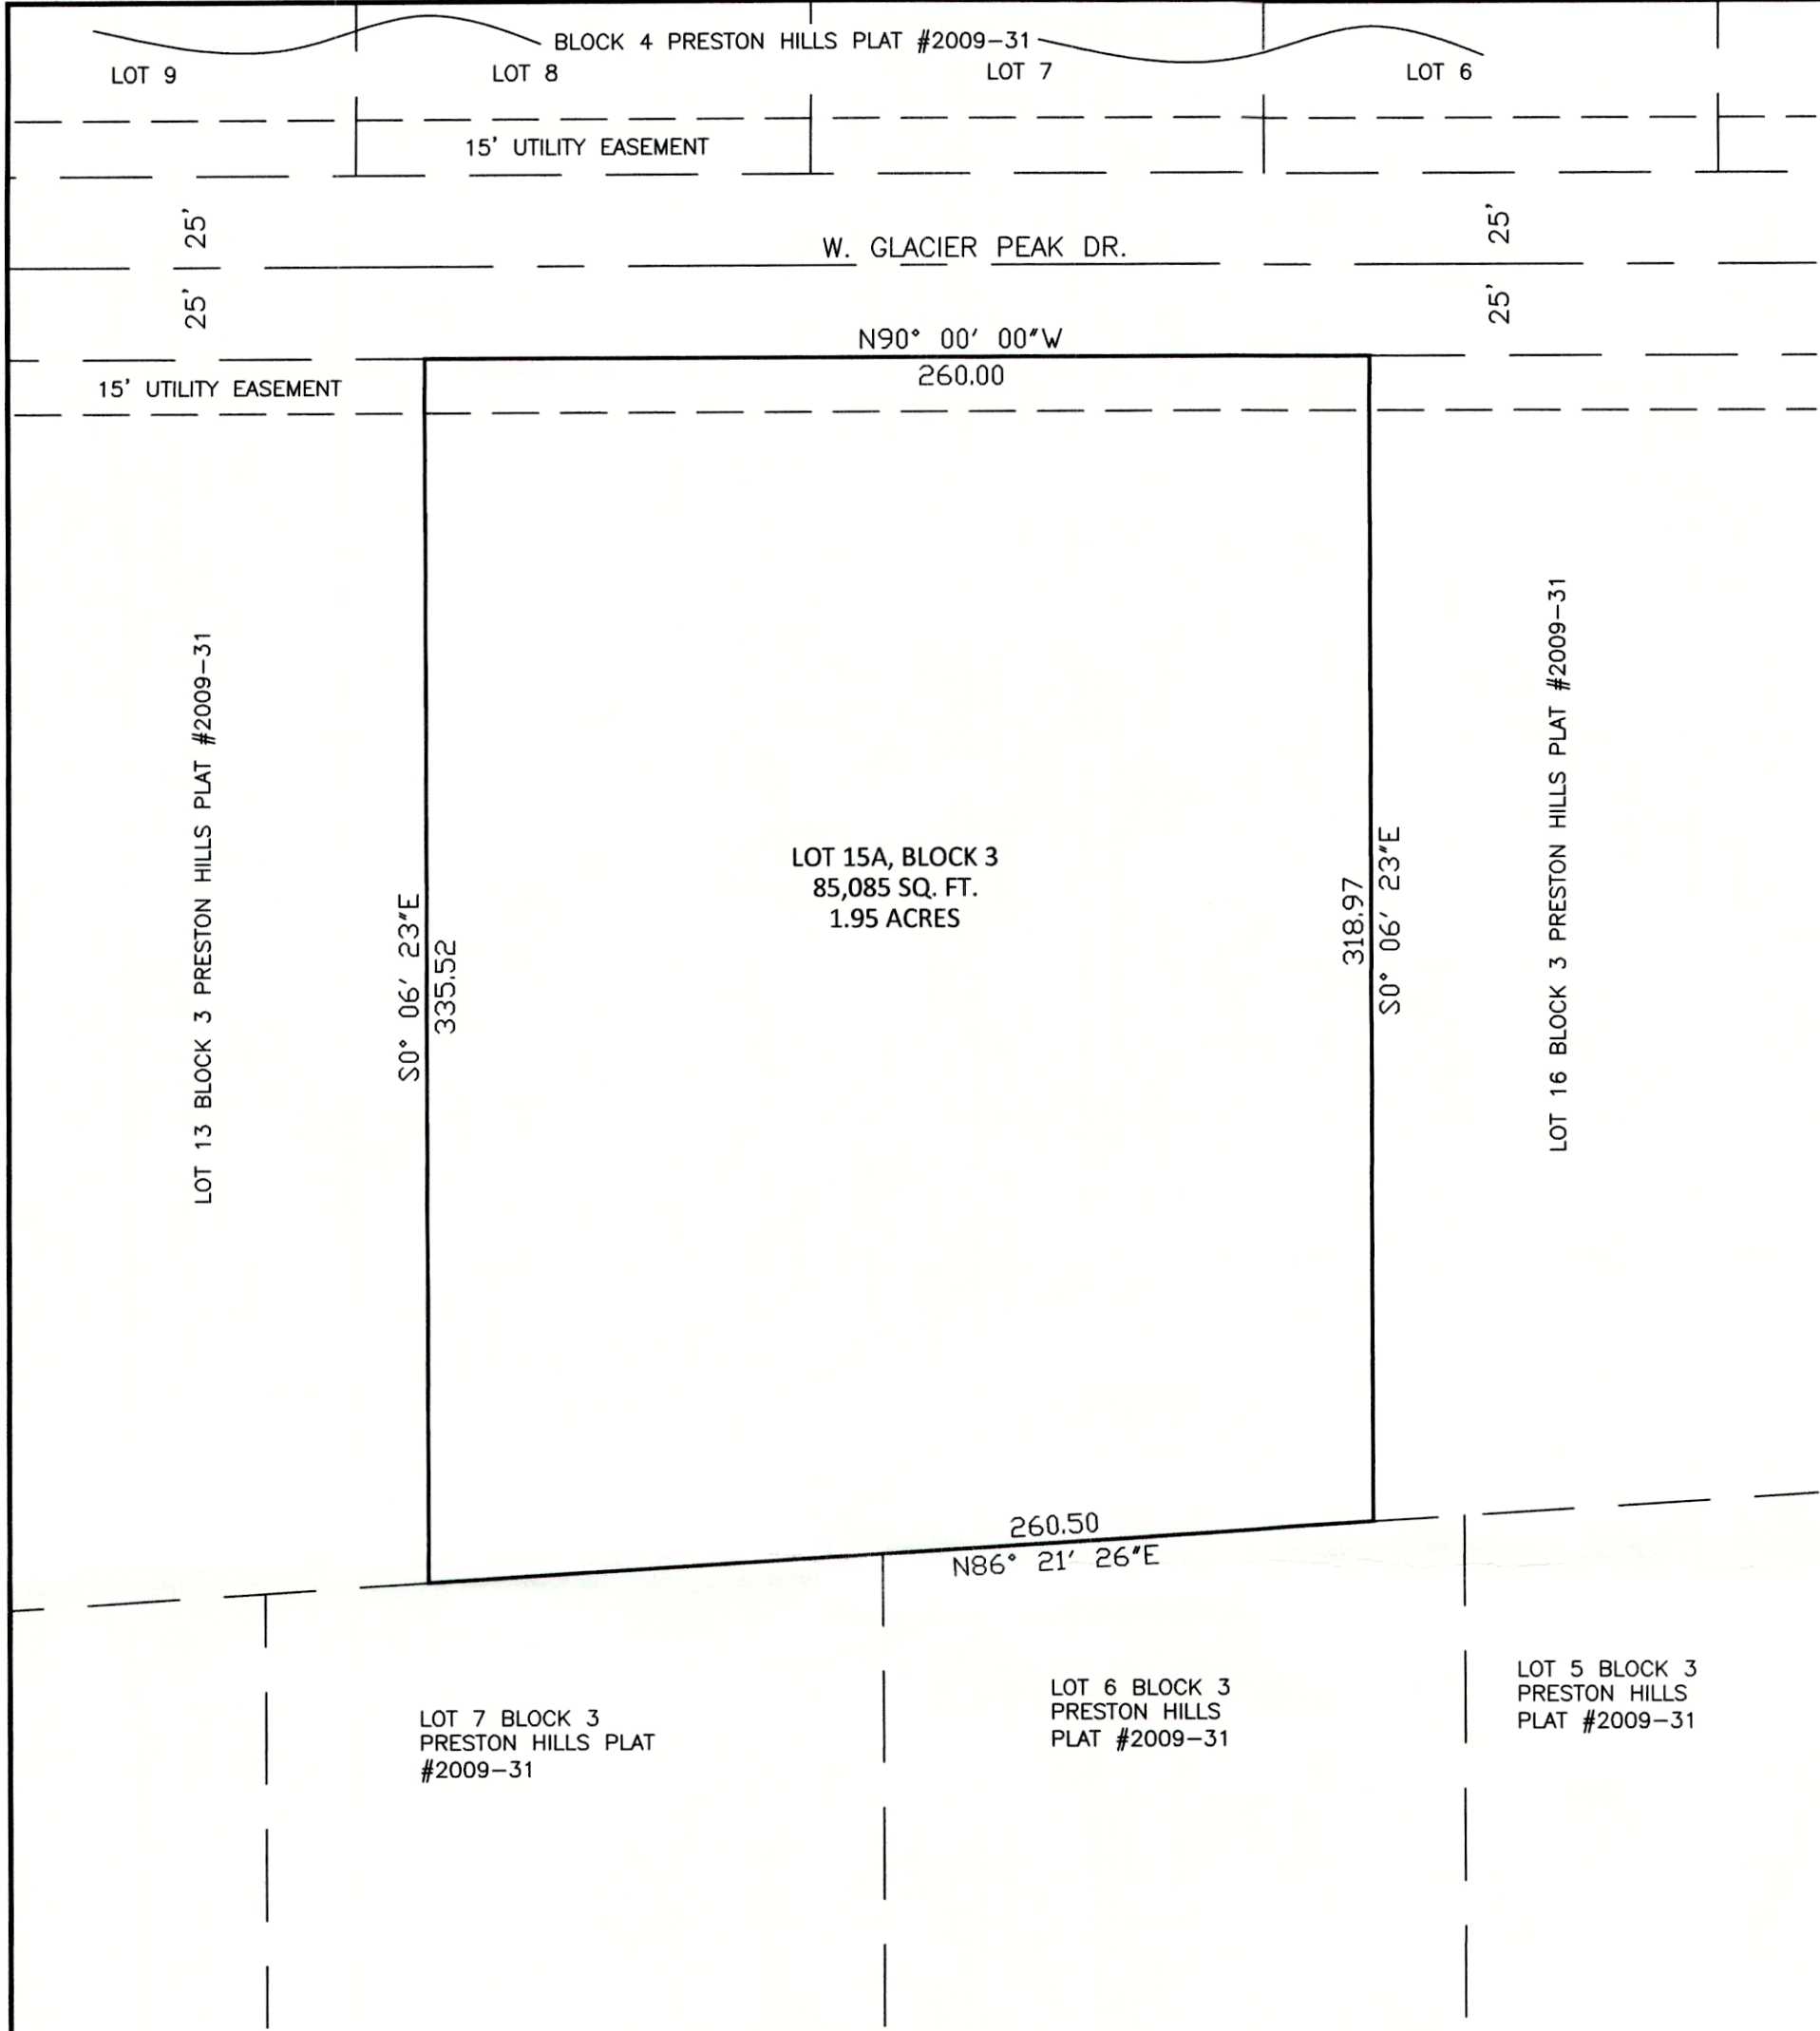 BLOCK 4 PRESTON HILLS PLAT #2009-31
LOT 9
LOT 8
LOT 7
LOT 6
15' UTILITY EASEMENT
25'
25'
W. GLACIER PEAK DR.
25'
25'
N90° 00' 00"W
260.00
15' UTILITY EASEMENT
LOT 13 BLOCK 3 PRESTON HILLS PLAT #2009-31
S0° 06' 23"E
335.52
LOT 15A, BLOCK 3
85,085 SQ. FT.
1.95 ACRES
318.97
S0° 06' 23"E
LOT 16 BLOCK 3 PRESTON HILLS PLAT #2009-31
260.50
N86° 21' 26"E
LOT 7 BLOCK 3
PRESTON HILLS PLAT
#2009-31
LOT 6 BLOCK 3
PRESTON HILLS
PLAT #2009-31
LOT 5 BLOCK 3
PRESTON HILLS
PLAT #2009-31